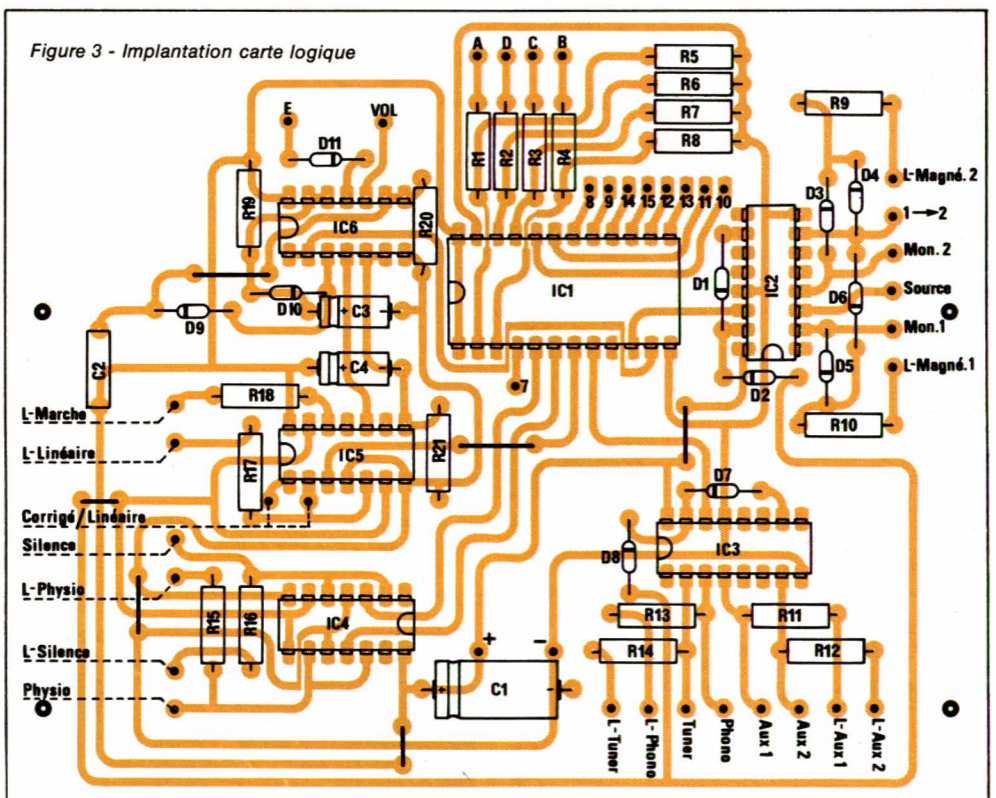 Figure 3 - Implantation carte logique
A D C B
R5
R6
R7
R8
R9
E
VOL
D11
R1
R2
R3
R4
R19
IC6
R20
8 9 14 15 12 13 11 10
D3
D4
L-Magné. 2
1→2
Mon. 2
Source
Mon.1
L-Magné.1
IC1
D1
IC2
D6
D5
D2
R10
D9
D10
+ C3 -
+ C4 -
C2
7
R18
L-Marche
L-Linéaire
R17
IC5
R21
Corrigé/Linéaire
Silence
L-Physio
L-Silence
Physio
D7
IC3
D8
R15
R16
IC4
R13
R11
R14
R12
+ -
+ C1 -
L-Tuner
L-Phono
Tuner
Phono
Aux 1
Aux 2
L-Aux 1
L-Aux 2